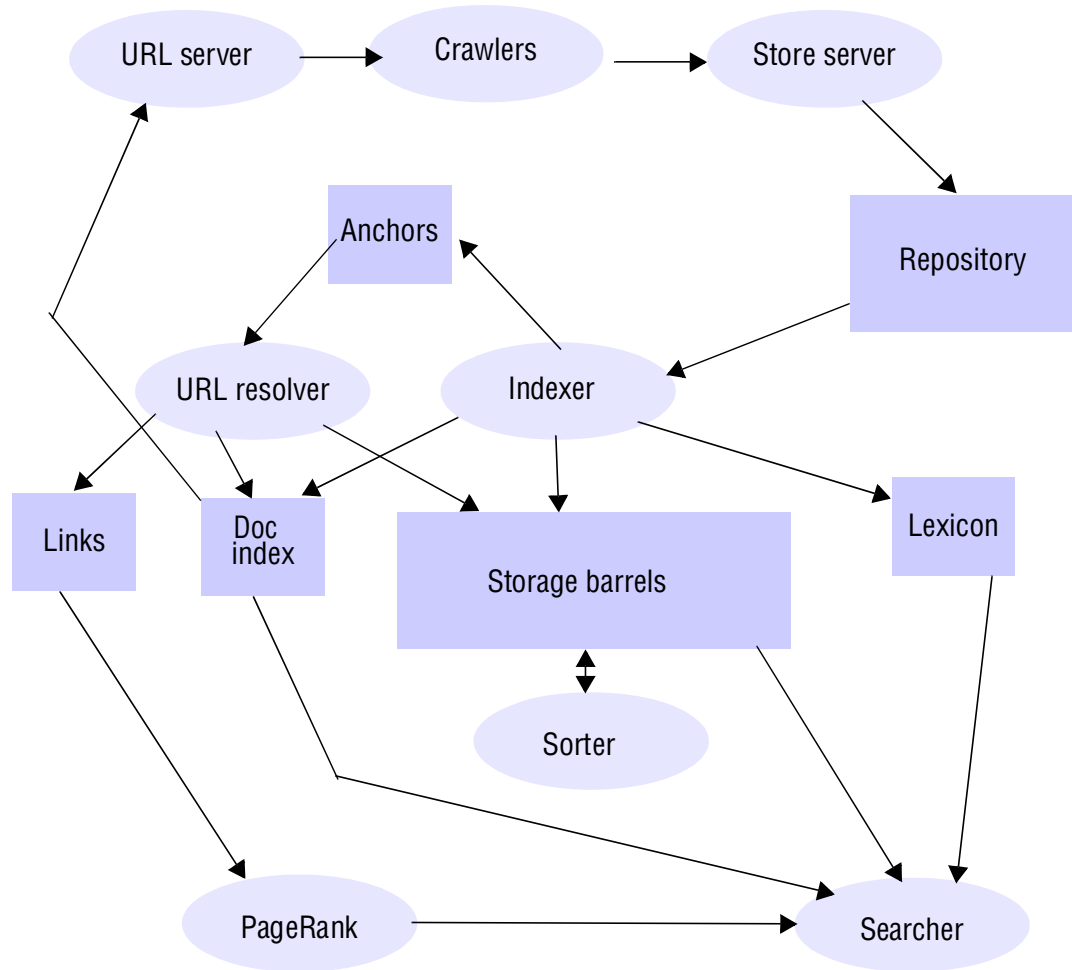 URL server
Crawlers
Store server
Anchors
Repository
URL resolver
Indexer
Links
Doc
index
Storage barrels
Lexicon
Sorter
PageRank
Searcher